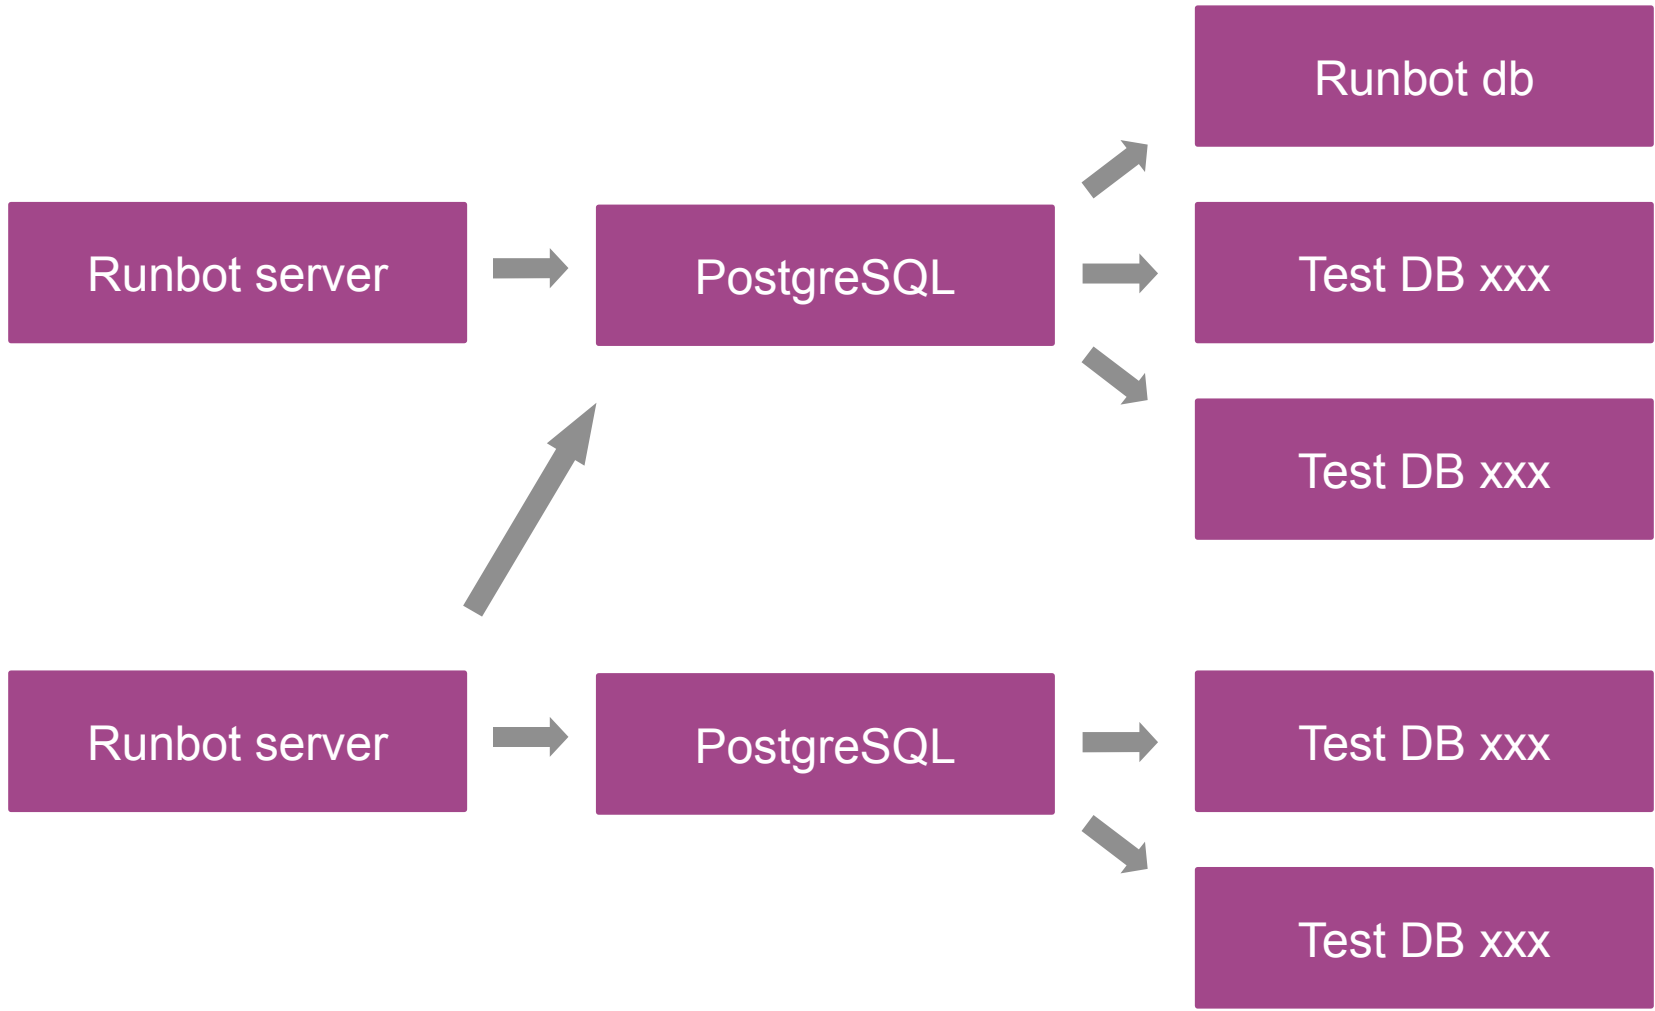 Runbot db
Runbot server
PostgreSQL
Test DB xxx
Test DB xxx
Runbot server
PostgreSQL
Test DB xxx
Test DB xxx